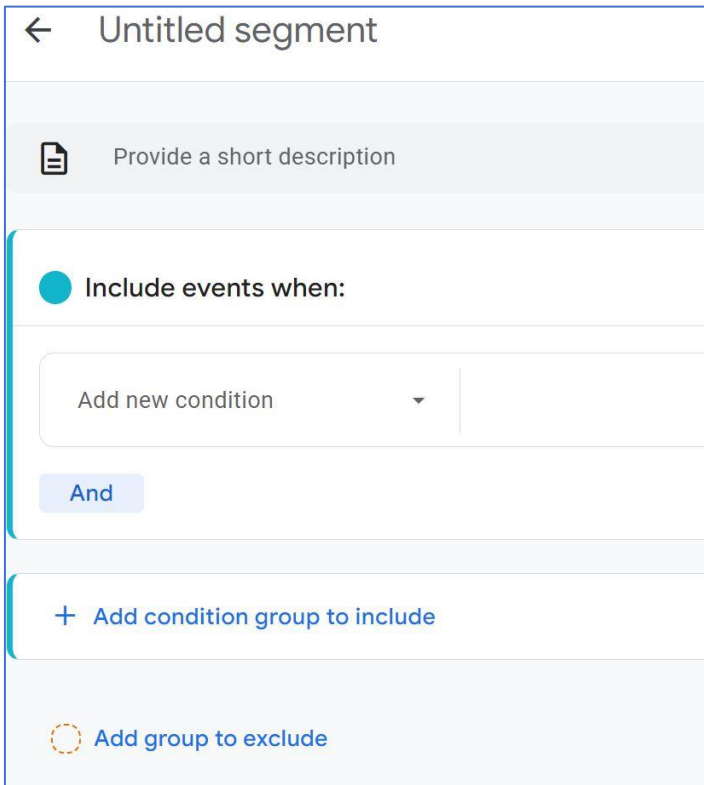 Untitled segment
Provide a short description
Include events when:
Add new condition
And
+ Add condition group to include
Add group to exclude